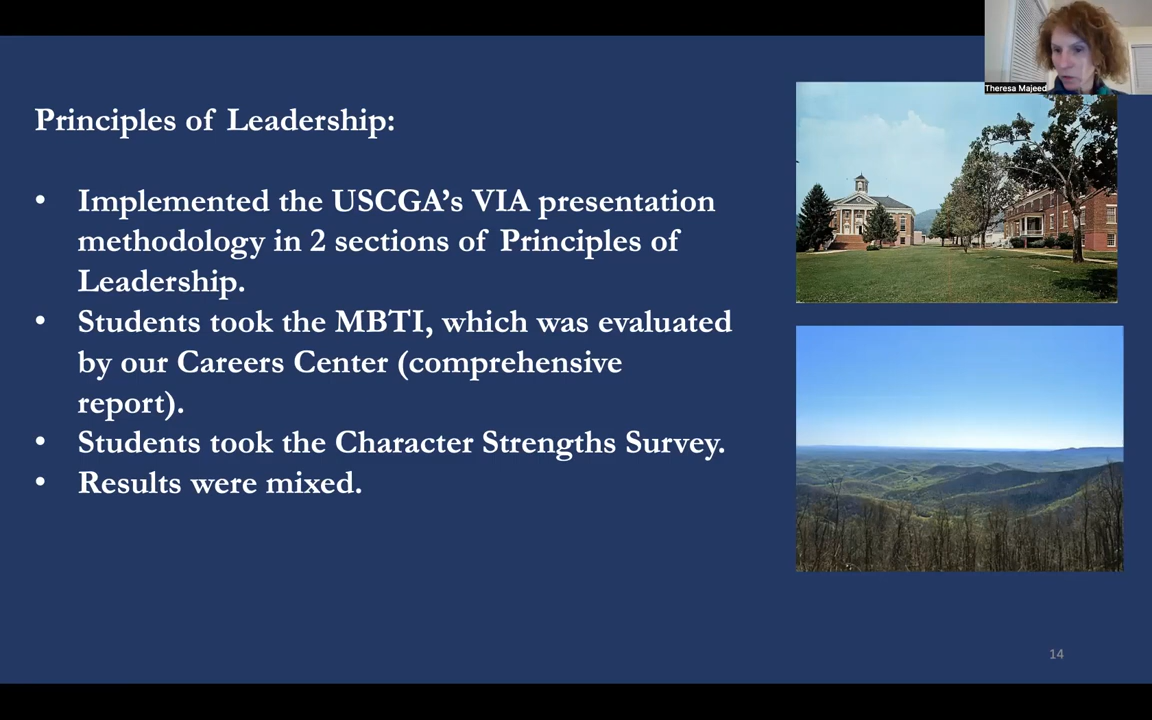 Theresa Majeed
Principles of Leadership:
• Implemented the USCGA’s VIA presentation
methodology in 2 sections of Principles of
Leadership.
• Students took the MBTI, which was evaluated
by our Careers Center (comprehensive
report).
• Students took the Character Strengths Survey.
• Results were mixed.
14